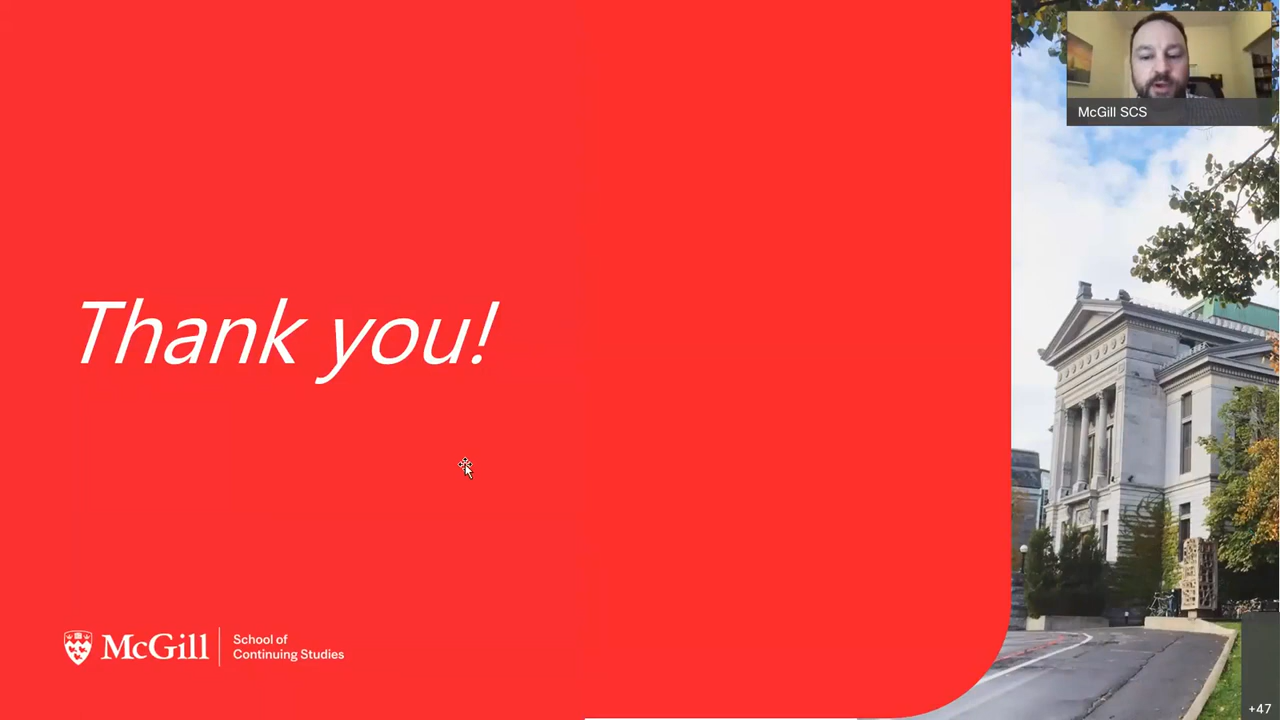 McGill SCS
Thank you!
McGill
School of
Continuing Studies
+47